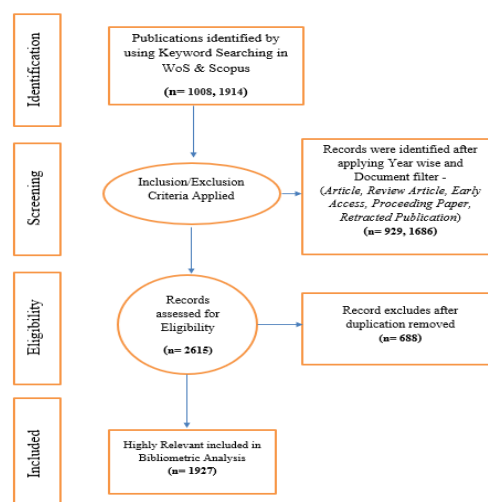 Identification
Publications identified by
using Keyword Searching in
WoS & Scopus
(n= 1008, 1914)
Screening
Inclusion/Exclusion
Criteria Applied
Records were identified after
applying Year wise and
Document filter -
(Article, Review Article, Early
Access, Proceeding Paper,
Retracted Publication)
(n= 929, 1686)
Eligibility
Records
assessed for
Eligibility
(n= 2615)
Record excludes after
duplication removed
(n= 688)
Included
Highly Relevant included in
Bibliometric Analysis
(n= 1927)